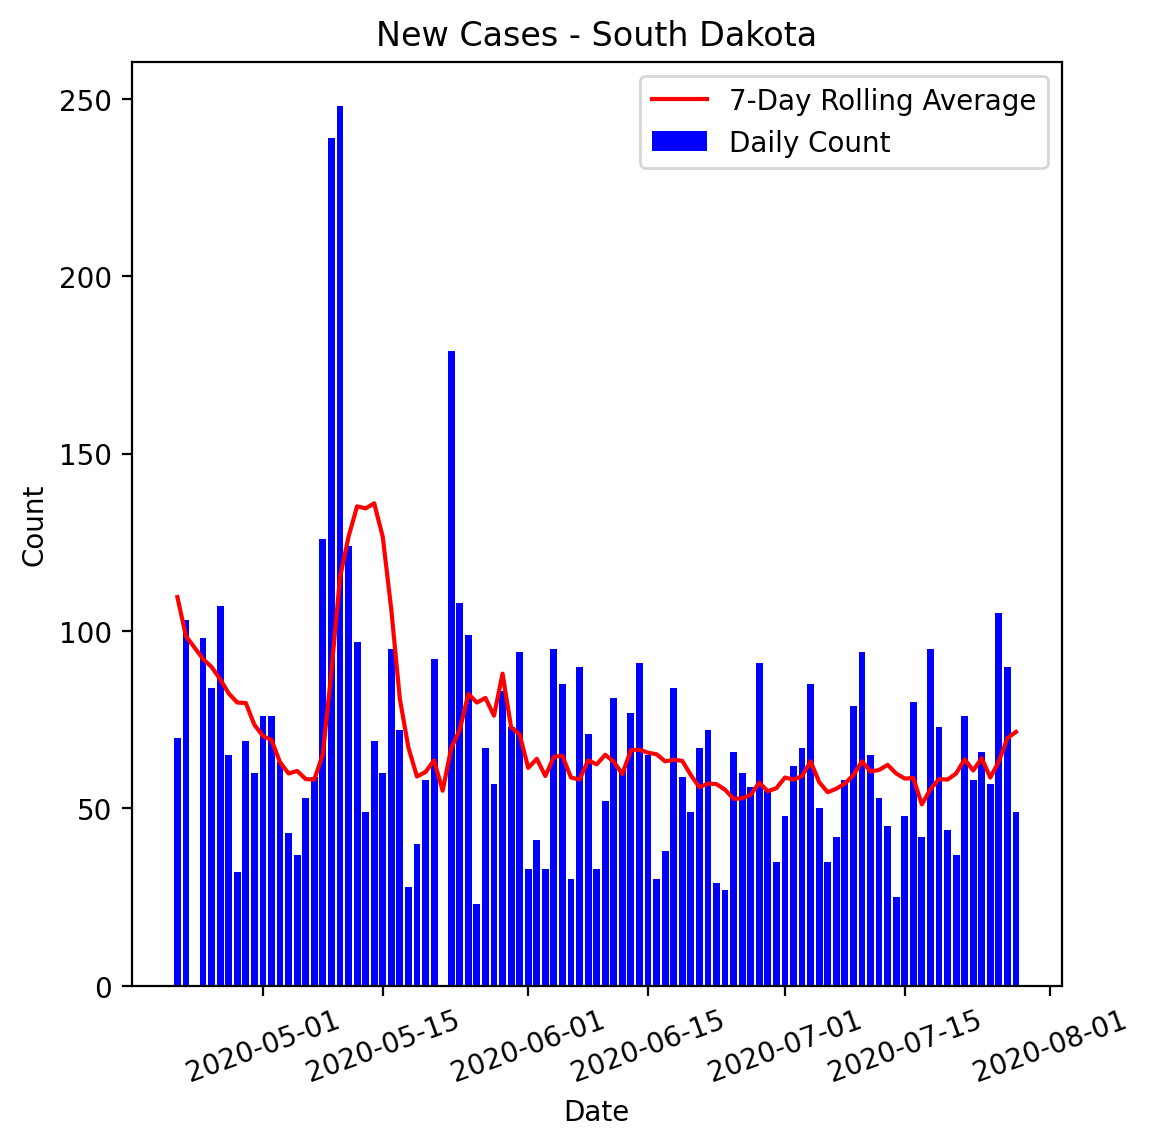 New Cases - South Dakota
7-Day Rolling Average
Daily Count
250
200
150
100
50
0
Count
2020-05-01
2020-05-15
2020-06-01
2020-06-15
2020-07-01
2020-07-15
2020-08-01
Date